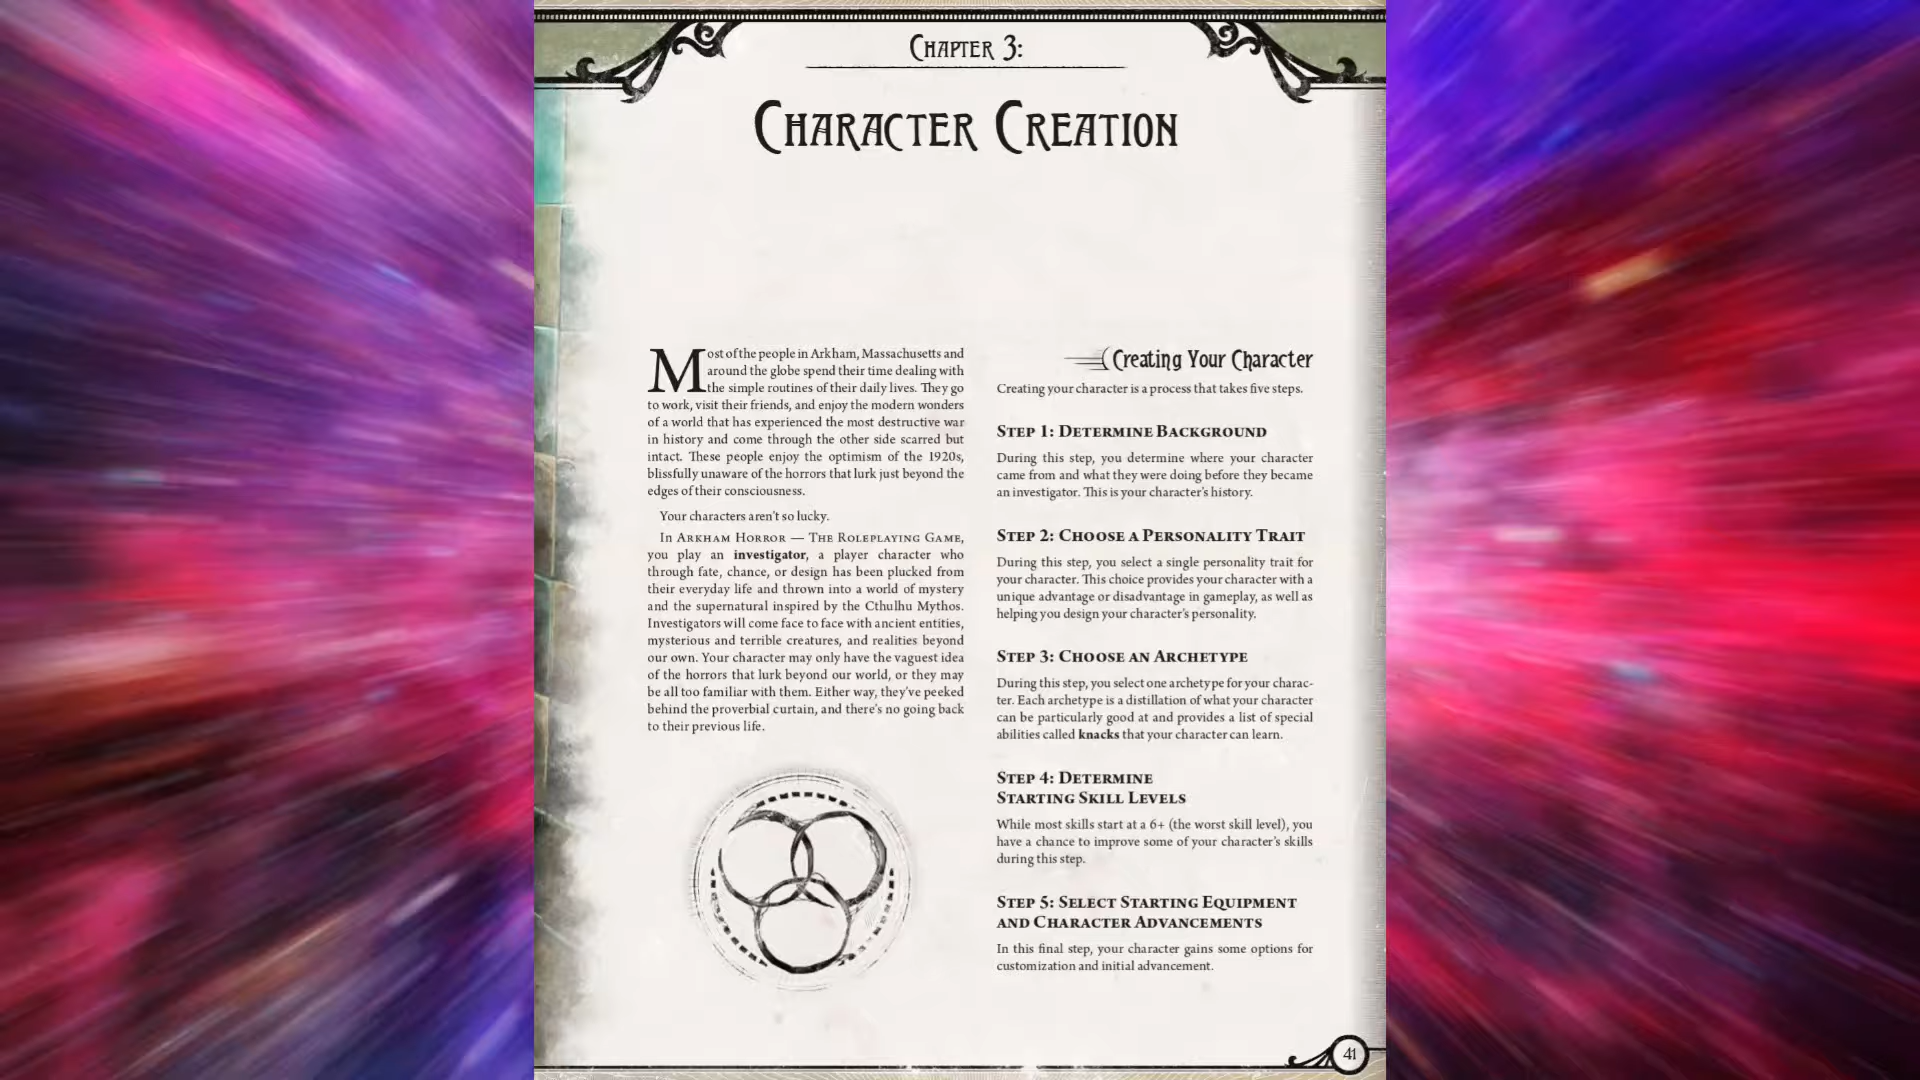 Chapter 3:
Character Creation
Most of the people in Arkham, Massachusetts and
around the globe spend their time dealing with
the simple routines of their daily lives. They go
to work, visit their friends, and enjoy the modern wonders
of a world that has experienced the most destructive war
in history and come through the other side scarred but
intact. These people enjoy the optimism of the 1920s,
blissfully unaware of the horrors that lurk just beyond the
edges of their consciousness.
Your characters aren't so lucky.
In Arkham Horror — The Roleplaying Game,
you play an investigator, a player character who
through fate, chance, or design has been plucked from
their everyday life and thrown into a world of mystery
and the supernatural inspired by the Cthulhu Mythos.
Investigators will come face to face with ancient entities,
mysterious and terrible creatures, and realities beyond
our own. Your character may only have the vaguest idea
of the horrors that lurk beyond our world, or they may
be all too familiar with them. Either way, they've peeked
behind the proverbial curtain, and there's no going back
to their previous life.
Creating Your Character
Creating your character is a process that takes five steps.
Step 1: Determine Background
During this step, you determine where your character
came from and what they were doing before they became
an investigator. This is your character's history.
Step 2: Choose a Personality Trait
During this step, you select a single personality trait for
your character. This choice provides your character with a
unique advantage or disadvantage in gameplay, as well as
helping you design your character's personality.
Step 3: Choose an Archetype
During this step, you select one archetype for your charac-
ter. Each archetype is a distillation of what your character
can be particularly good at and provides a list of special
abilities called knacks that your character can learn.
Step 4: Determine
Starting Skill Levels
While most skills start at a 6+ (the worst skill level), you
have a chance to improve some of your character's skills
during this step.
Step 5: Select Starting Equipment
and Character Advancements
In this final step, your character gains some options for
customization and initial advancement.
41